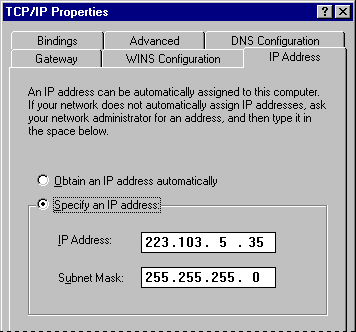 TCP/IP Properties
Bindings Advanced DNS Configuration
Gateway WINS Configuration IP Address
An IP address can be automatically assigned to this computer.
If your network does not automatically assign IP addresses, ask
your network administrator for an address, and then type it in
the space below.
Obtain an IP address automatically
Specify an IP address:
IP Address: 223.103. 5 .35
Subnet Mask: 255.255.255. 0